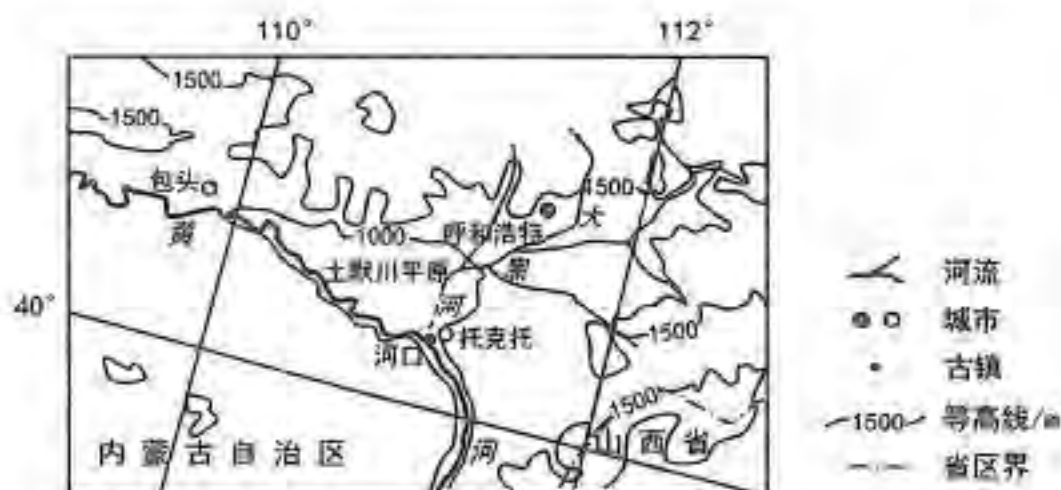 110° 112°
1500
1500
包头
1500
黄
1000
呼和浩特
大
土默川平原
黑
40°
河
河口
托克托
1500
1500
山西省
内蒙古自治区
河
河流
城市
古镇
1500 等高线/m
省区界